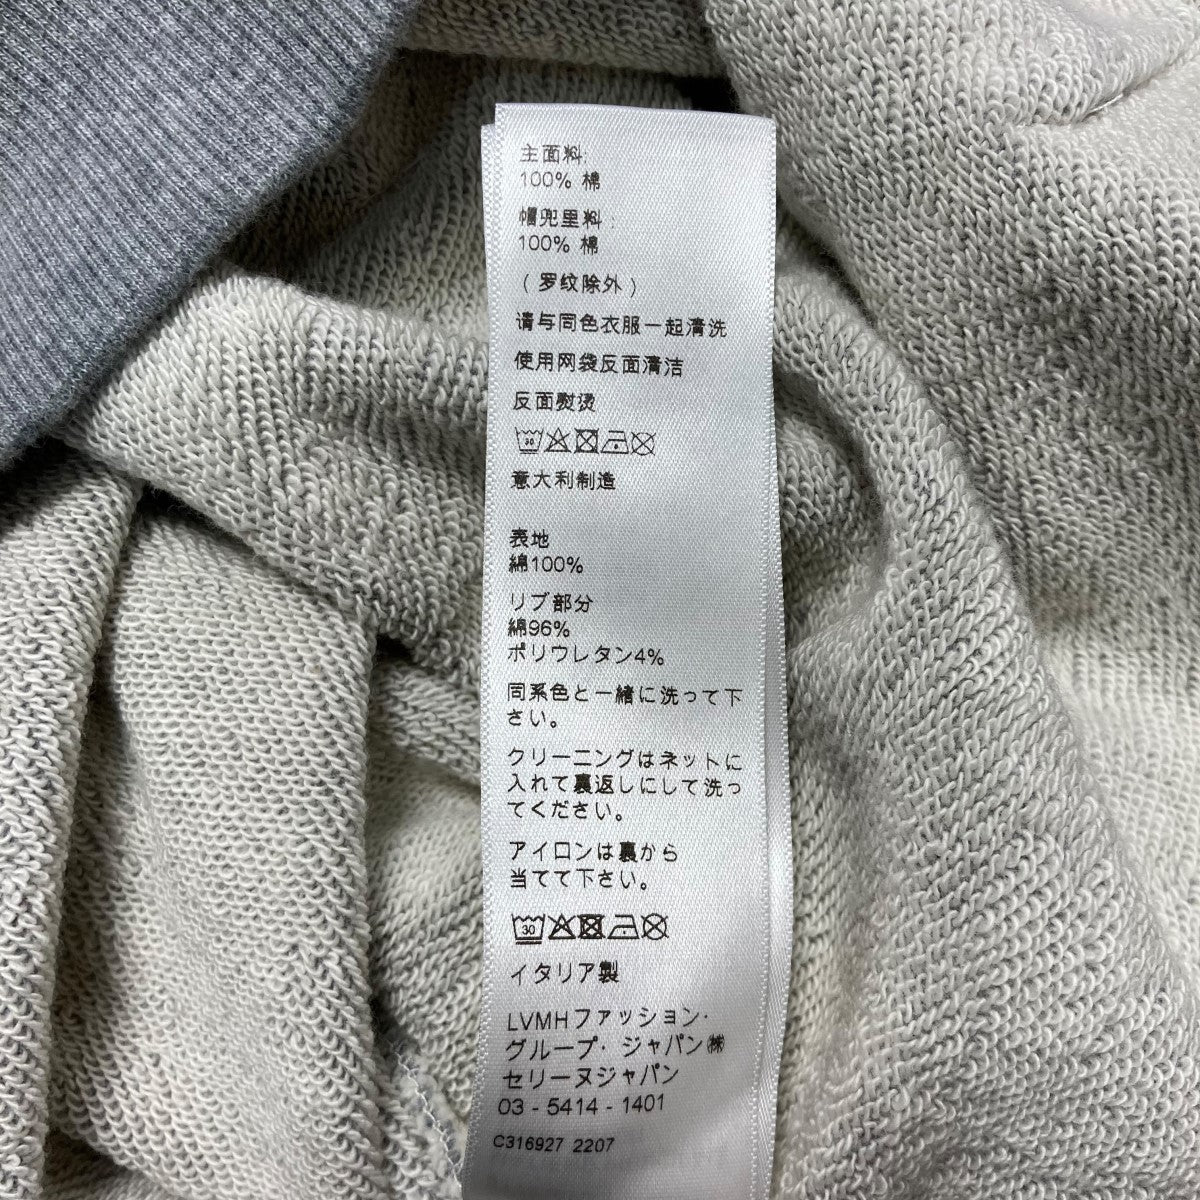 主面料:
100% 棉
帽兜里料:
100% 棉
(罗纹除外)
请与同色衣服一起清洗
使用网袋反面清洁
反面熨烫
30
意大利制造
表地
綿100%
リブ部分
綿96%
ポリウレタン4%
同系色と一緒に洗って下
さい。
クリーニングはネットに
入れて裏返しにして洗っ
てください。
アイロンは裏から
当てて下さい。
30
イタリア製
LVMHファッション·
グループ·ジャパン㈱
セリーヌジャパン
03 - 5414 - 1401
C316927 2207